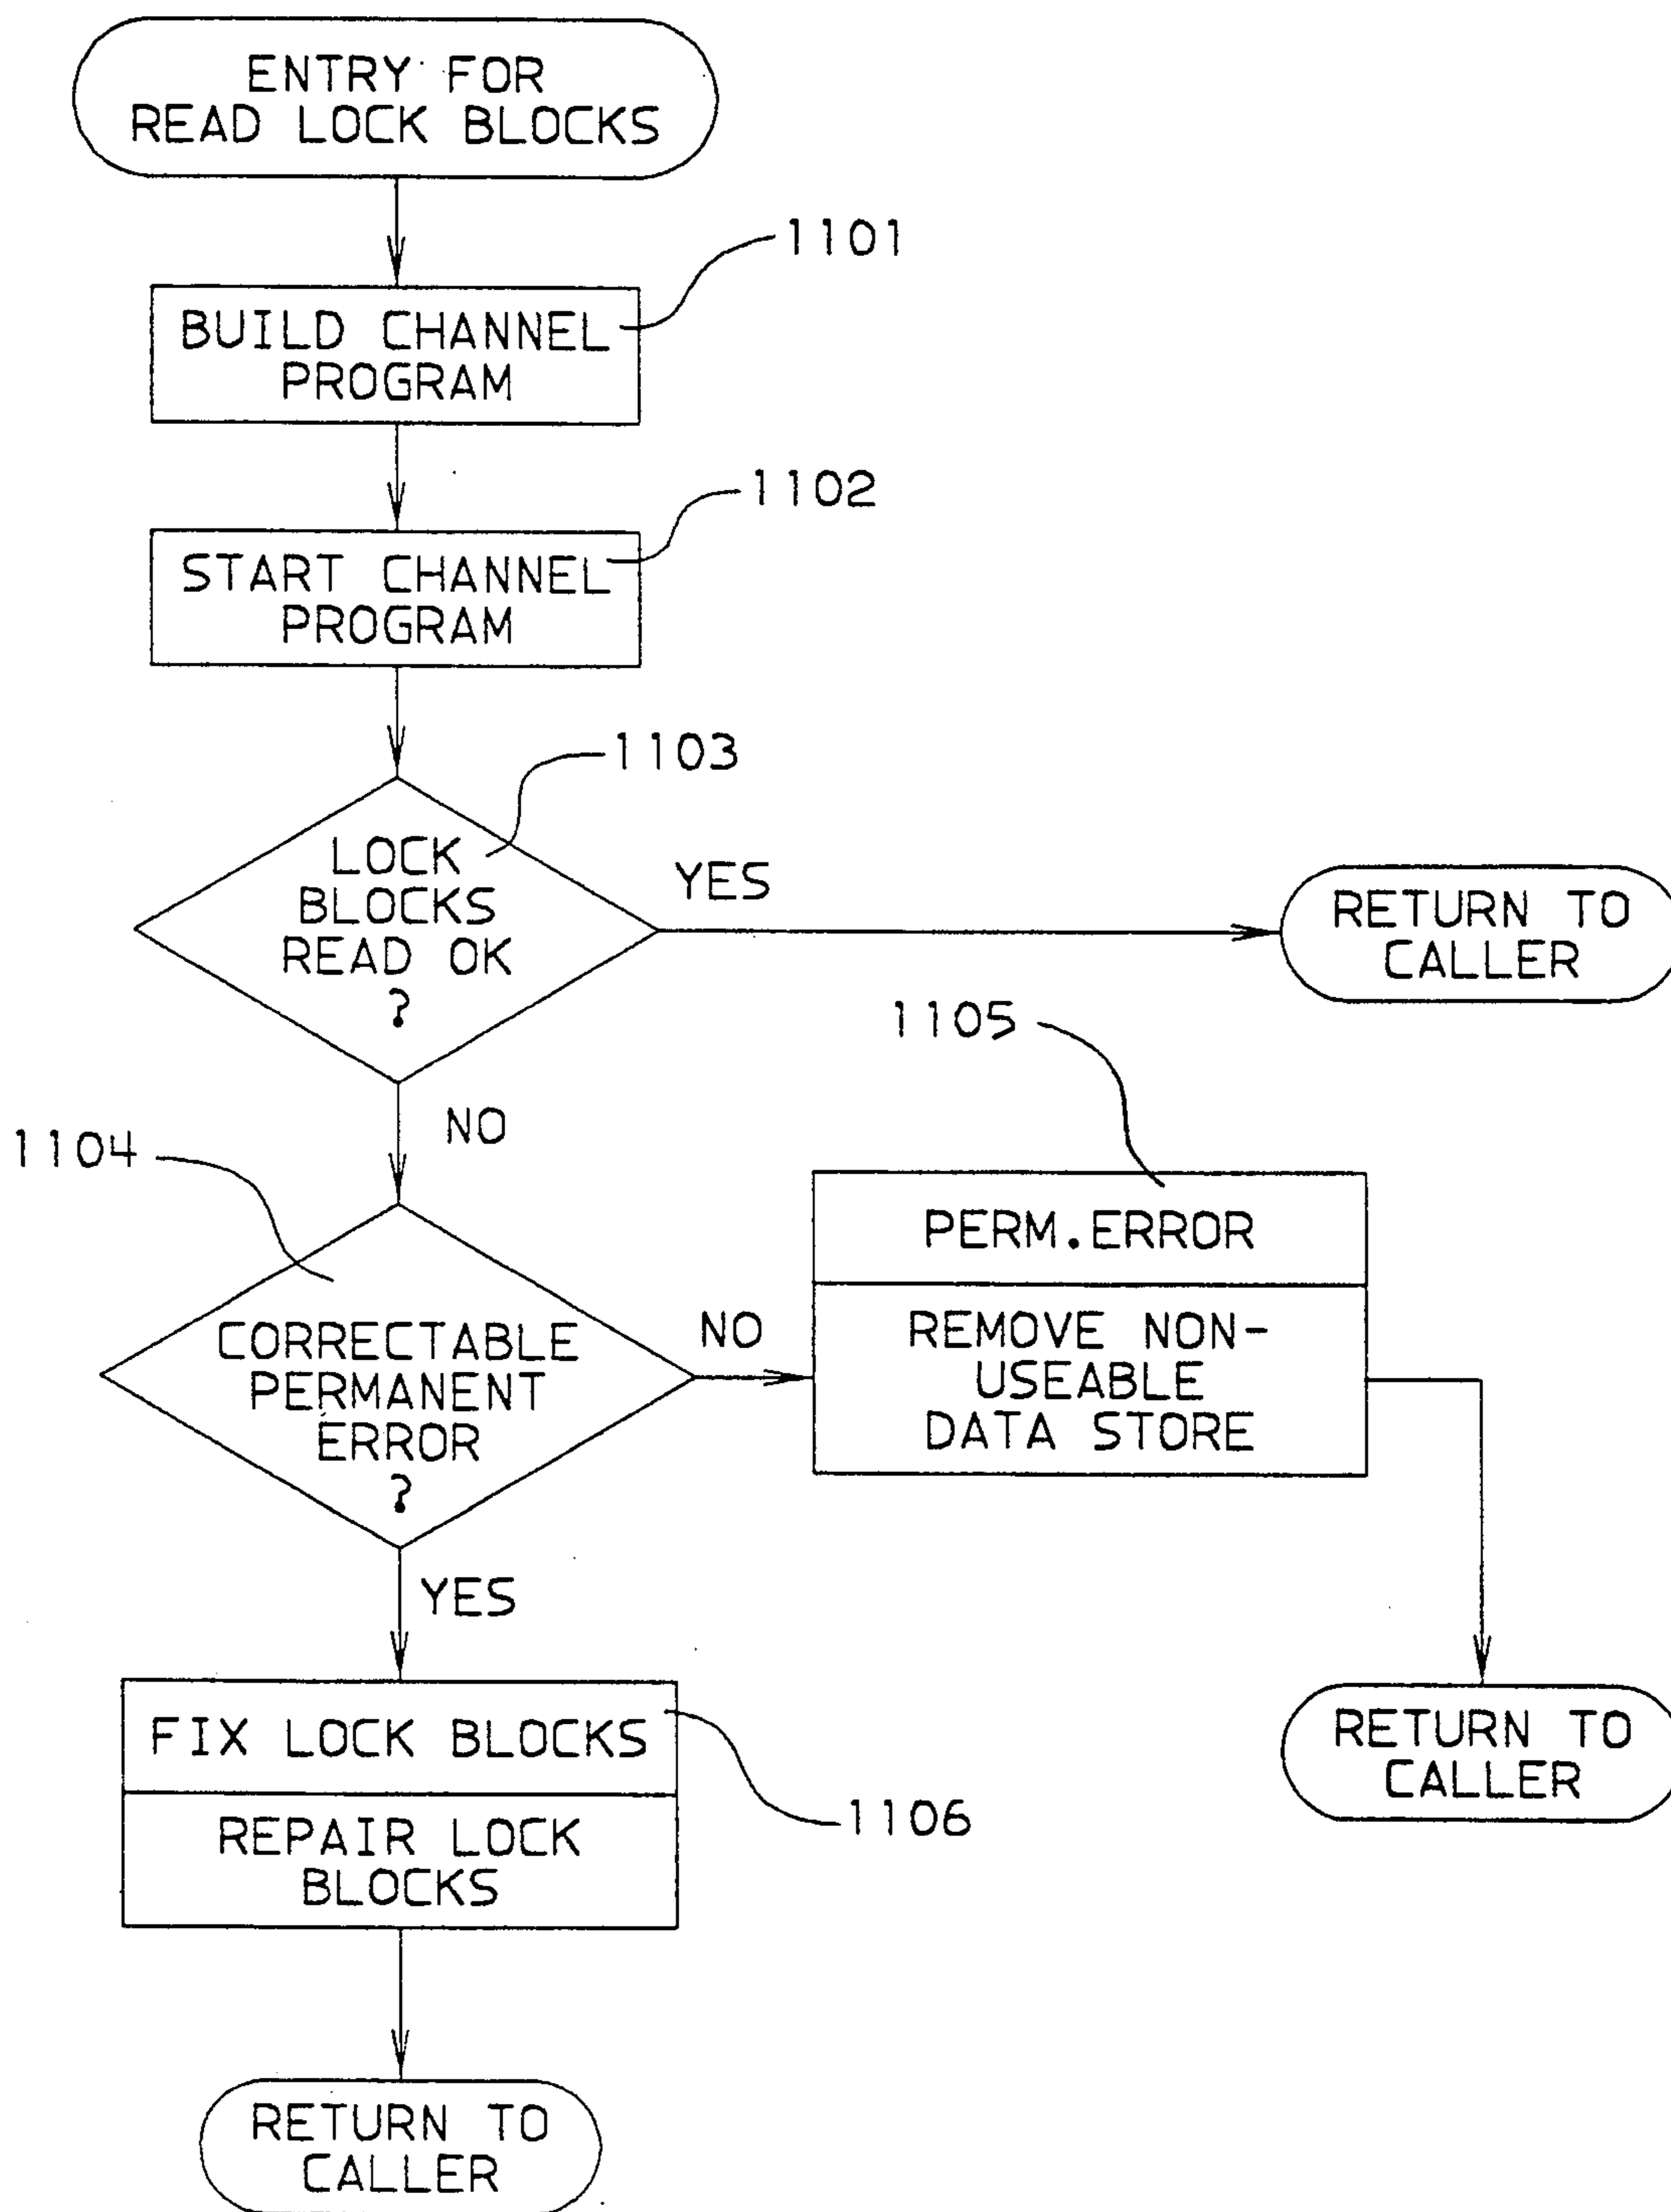 ENTRY FOR
READ LOCK BLOCKS
1101
BUILD CHANNEL
PROGRAM
1102
START CHANNEL
PROGRAM
1103
LOCK
BLOCKS
READ OK
?
YES
RETURN TO
CALLER
NO
1104
CORRECTABLE
PERMANENT
ERROR
?
NO
1105
PERM.ERROR
REMOVE NON-
USEABLE
DATA STORE
RETURN TO
CALLER
YES
FIX LOCK BLOCKS
REPAIR LOCK
BLOCKS
1106
RETURN TO
CALLER